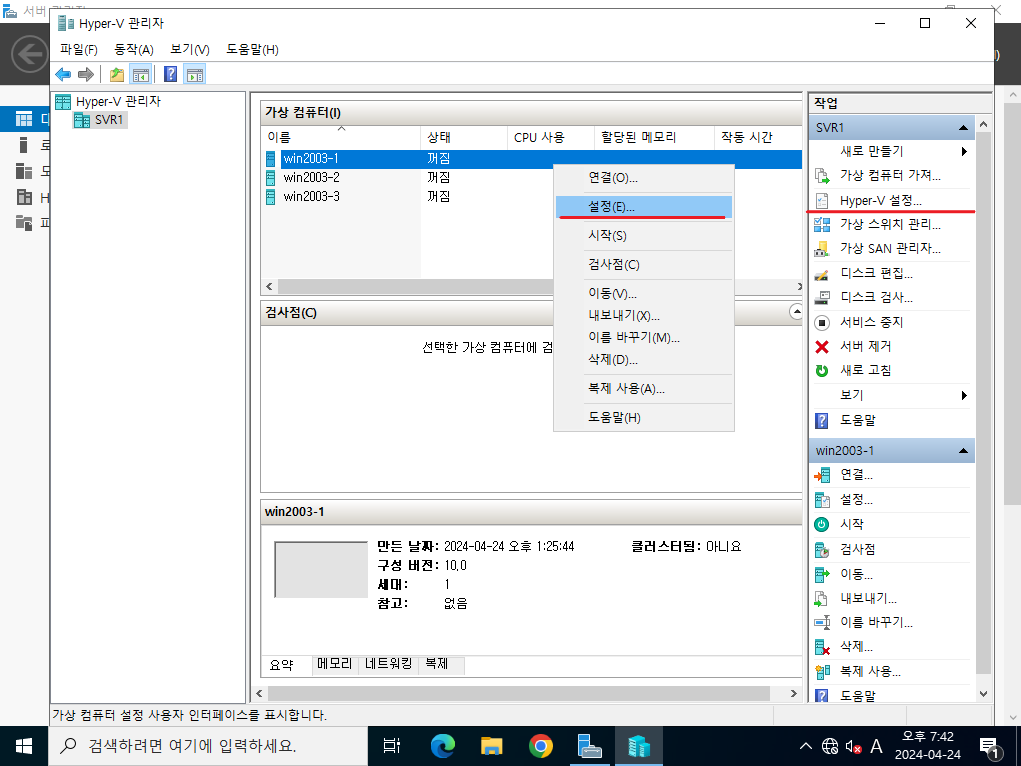 Hyper-V 관리자
파일(F) 동작(A) 보기(V) 도움말(H)
Hyper-V 관리자
SVR1
가상 컴퓨터(I)
이름 상태 CPU 사용 할당된 메모리 작동 시간
win2003-1 꺼짐
win2003-2 꺼짐
win2003-3 꺼짐
연결(O)...
설정(E)...
시작(S)
검사점(C)
이동(V)...
내보내기(X)...
이름 바꾸기(M)...
삭제(D)...
복제 사용(A)...
도움말(H)
검사점(C)
선택한 가상 컴퓨터에 검
win2003-1
만든 날짜: 2024-04-24 오후 1:25:44 클러스터됨: 아니요
구성 버전: 10.0
세대: 1
참고: 없음
요약 메모리 네트워킹 복제
작업
SVR1
새로 만들기
가상 컴퓨터 가져...
Hyper-V 설정...
가상 스위치 관리...
가상 SAN 관리자...
디스크 편집...
디스크 검사...
서비스 중지
서버 제거
새로 고침
보기
도움말
win2003-1
연결...
설정...
시작
검사점
이동...
내보내기...
이름 바꾸기...
삭제...
복제 사용...
도움말
가상 컴퓨터 설정 사용자 인터페이스를 표시합니다.
검색하려면 여기에 입력하세요.
A
오후 7:42
2024-04-24
1